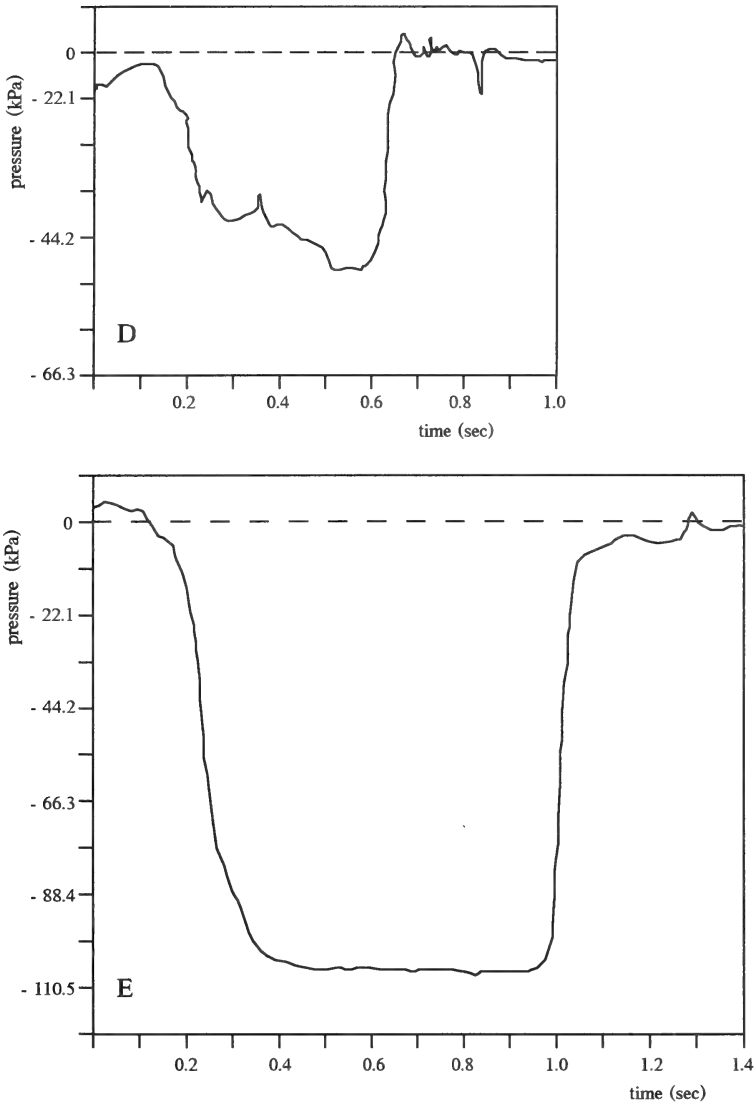 0
- 22.1
- 44.2
- 66.3
pressure (kPa)
D
0.2 0.4 0.6 0.8 1.0
time (sec)
0
- 22.1
- 44.2
- 66.3
- 88.4
- 110.5
pressure (kPa)
E
0.2 0.4 0.6 0.8 1.0 1.2 1.4
time (sec)